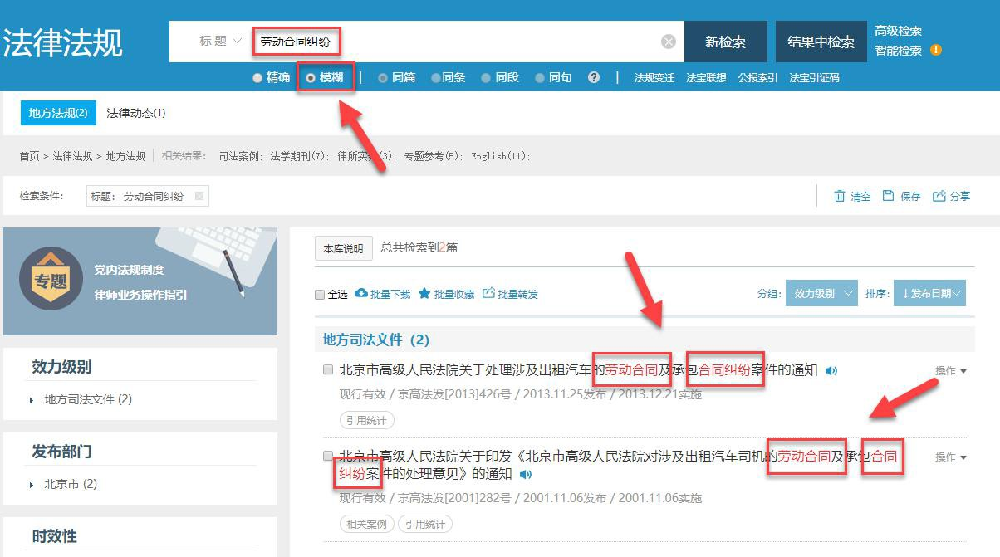 法律法规
标 题 劳动合同纠纷
新检索 结果中检索
高级检索
智能检索
精确 模糊 | 同篇 同条 同段 同句 ? | 法规变迁 法宝联想 公报索引 法宝引证码
地方法规(2) 法律动态(1)
首页 > 法律法规 > 地方法规 | 相关结果: 司法案例; 法学期刊(7); 律所实务(3); 专题参考(5); English(11);
检索条件: 标题: 劳动合同纠纷
清空 保存 分享
专题
党内法规制度
律师业务操作指引
效力级别
地方司法文件 (2)
发布部门
北京市 (2)
时效性
本库说明 总共检索到2篇
全选 批量下载 批量收藏 批量转发
分组: 效力级别 排序: ↓发布日期
地方司法文件（2）
北京市高级人民法院关于处理涉及出租汽车的劳动合同及承包合同纠纷案件的通知
操作
现行有效 / 京高法发[2013]426号 / 2013.11.25发布 / 2013.12.21实施
引用统计
北京市高级人民法院关于印发《北京市高级人民法院对涉及出租汽车司机的劳动合同及承包合同
操作
纠纷案件的处理意见》的通知
现行有效 / 京高法发[2001]282号 / 2001.11.06发布 / 2001.11.06实施
相关案例 引用统计